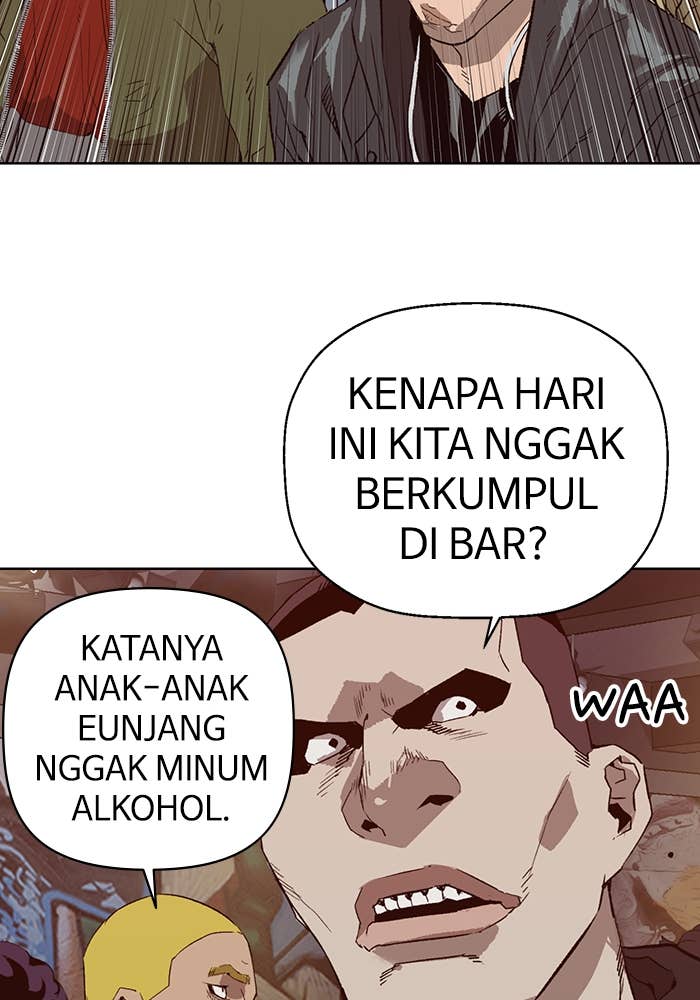 KENAPA HARI
INI KITA NGGAK
BERKUMPUL
DI BAR?
KATANYA
ANAK-ANAK
EUNJANG
NGGAK MINUM
ALKOHOL.
WAA